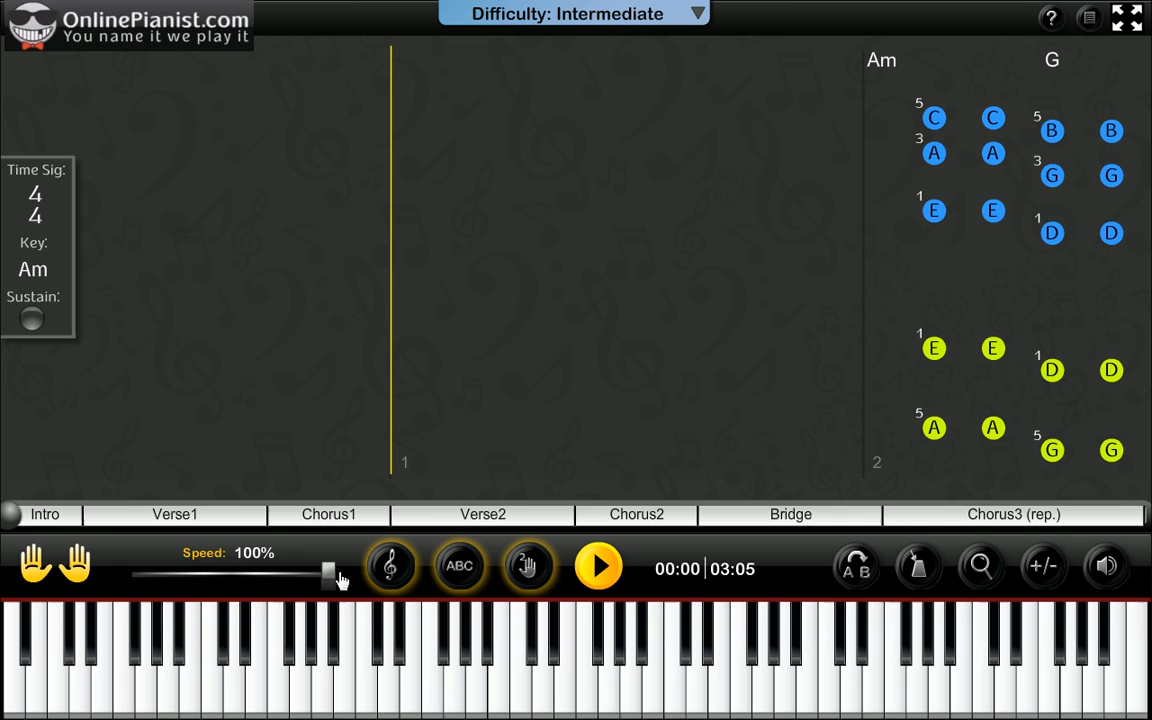 OnlinePianist.com
You name it we play it
Difficulty: Intermediate
?
Am G
5 C C 5 B B
3 A A 3 G G
1 E E 1 D D
1 E E 1 D D
5 A A 5 G G
Time Sig:
4
4
Key:
Am
Sustain:
1 2
Intro Verse1 Chorus1 Verse2 Chorus2 Bridge Chorus3 (rep.)
Speed: 100%
ABC 2 00:00 | 03:05 A B +/-